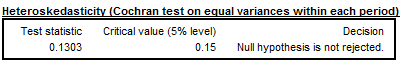 Heteroskedasticity (Cochran test on equal variances within each period)
Test statistic Critical value (5% level) Decision
0.1303 0.15 Null hypothesis is not rejected.